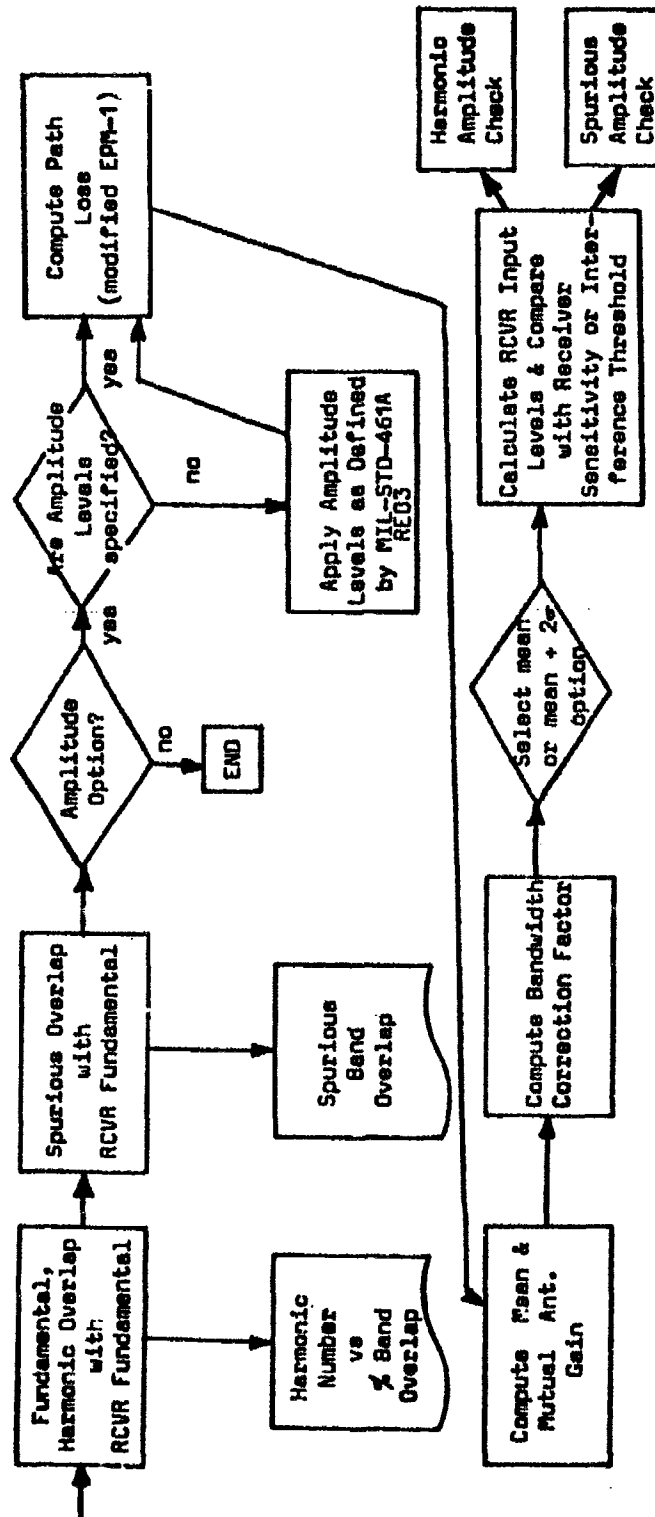 Fundamental,
Harmonic Overlap
with
RCVR Fundamental
Harmonic
Number
vs
% Band
Overlap
Spurious Overlap
with
RCVR Fundamental
Spurious
Band
Overlap
Amplitude
Option?
no
END
yes
Are Amplitude
Levels
specified?
no
Apply Amplitude
Levels as Defined
by MIL-STD-461A
RE03
yes
Compute Path
Loss
(modified EPM-1)
Compute Mean &
Mutual Ant.
Gain
Compute Bandwidth
Correction Factor
Select mean
or mean + 2σ
option
Calculate RCVR Input
Levels & Compare
with Receiver
Sensitivity or Inter-
ference Threshold
Harmonic
Amplitude
Check
Spurious
Amplitude
Check